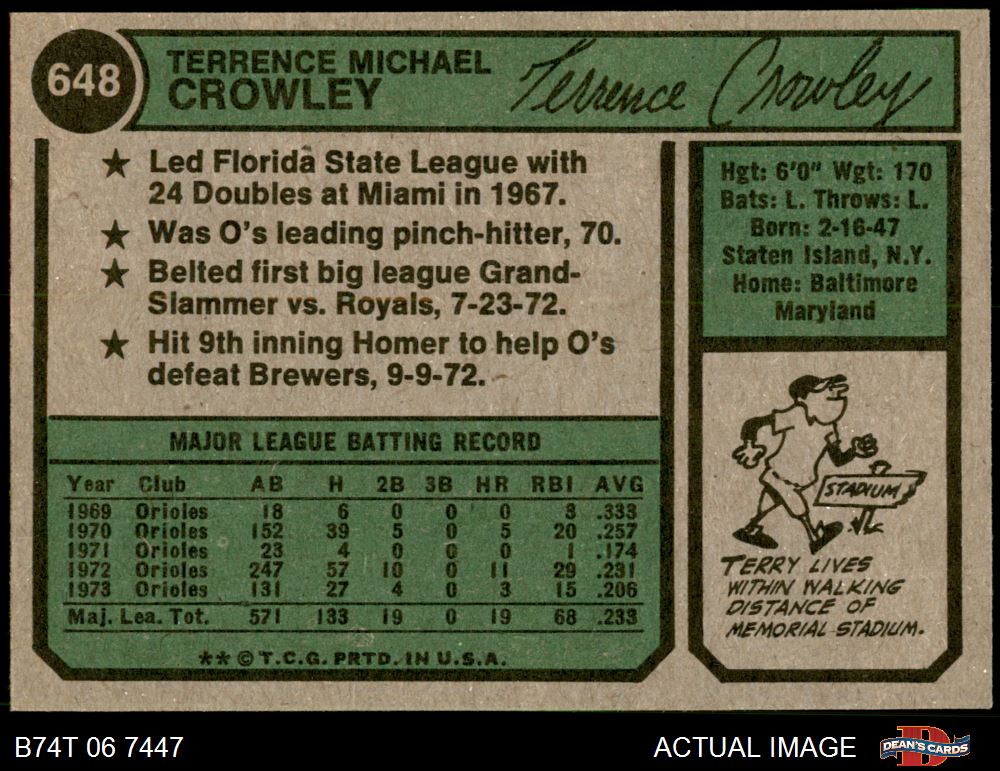 648
TERRENCE MICHAEL
CROWLEY
Terrence Crowley
★ Led Florida State League with
24 Doubles at Miami in 1967.
★ Was O's leading pinch-hitter, 70.
★ Belted first big league Grand-
Slammer vs. Royals, 7-23-72.
★ Hit 9th inning Homer to help O's
defeat Brewers, 9-9-72.
Hgt: 6'0" Wgt: 170
Bats: L. Throws: L.
Born: 2-16-47
Staten Island, N.Y.
Home: Baltimore
Maryland
MAJOR LEAGUE BATTING RECORD
Year Club AB H 2B 3B HR RBI AVG
1969 Orioles 18 6 0 0 0 3 .333
1970 Orioles 152 39 5 0 5 20 .257
1971 Orioles 23 4 0 0 0 1 .174
1972 Orioles 247 57 10 0 11 29 .231
1973 Orioles 131 27 4 0 3 15 .206
Maj. Lea. Tot. 571 133 19 0 19 68 .233
** © T.C.G. PRTD. IN U.S.A.
STADIUM
TERRY LIVES
WITHIN WALKING
DISTANCE OF
MEMORIAL STADIUM.
B74T 06 7447
ACTUAL IMAGE
DEAN'S CARDS